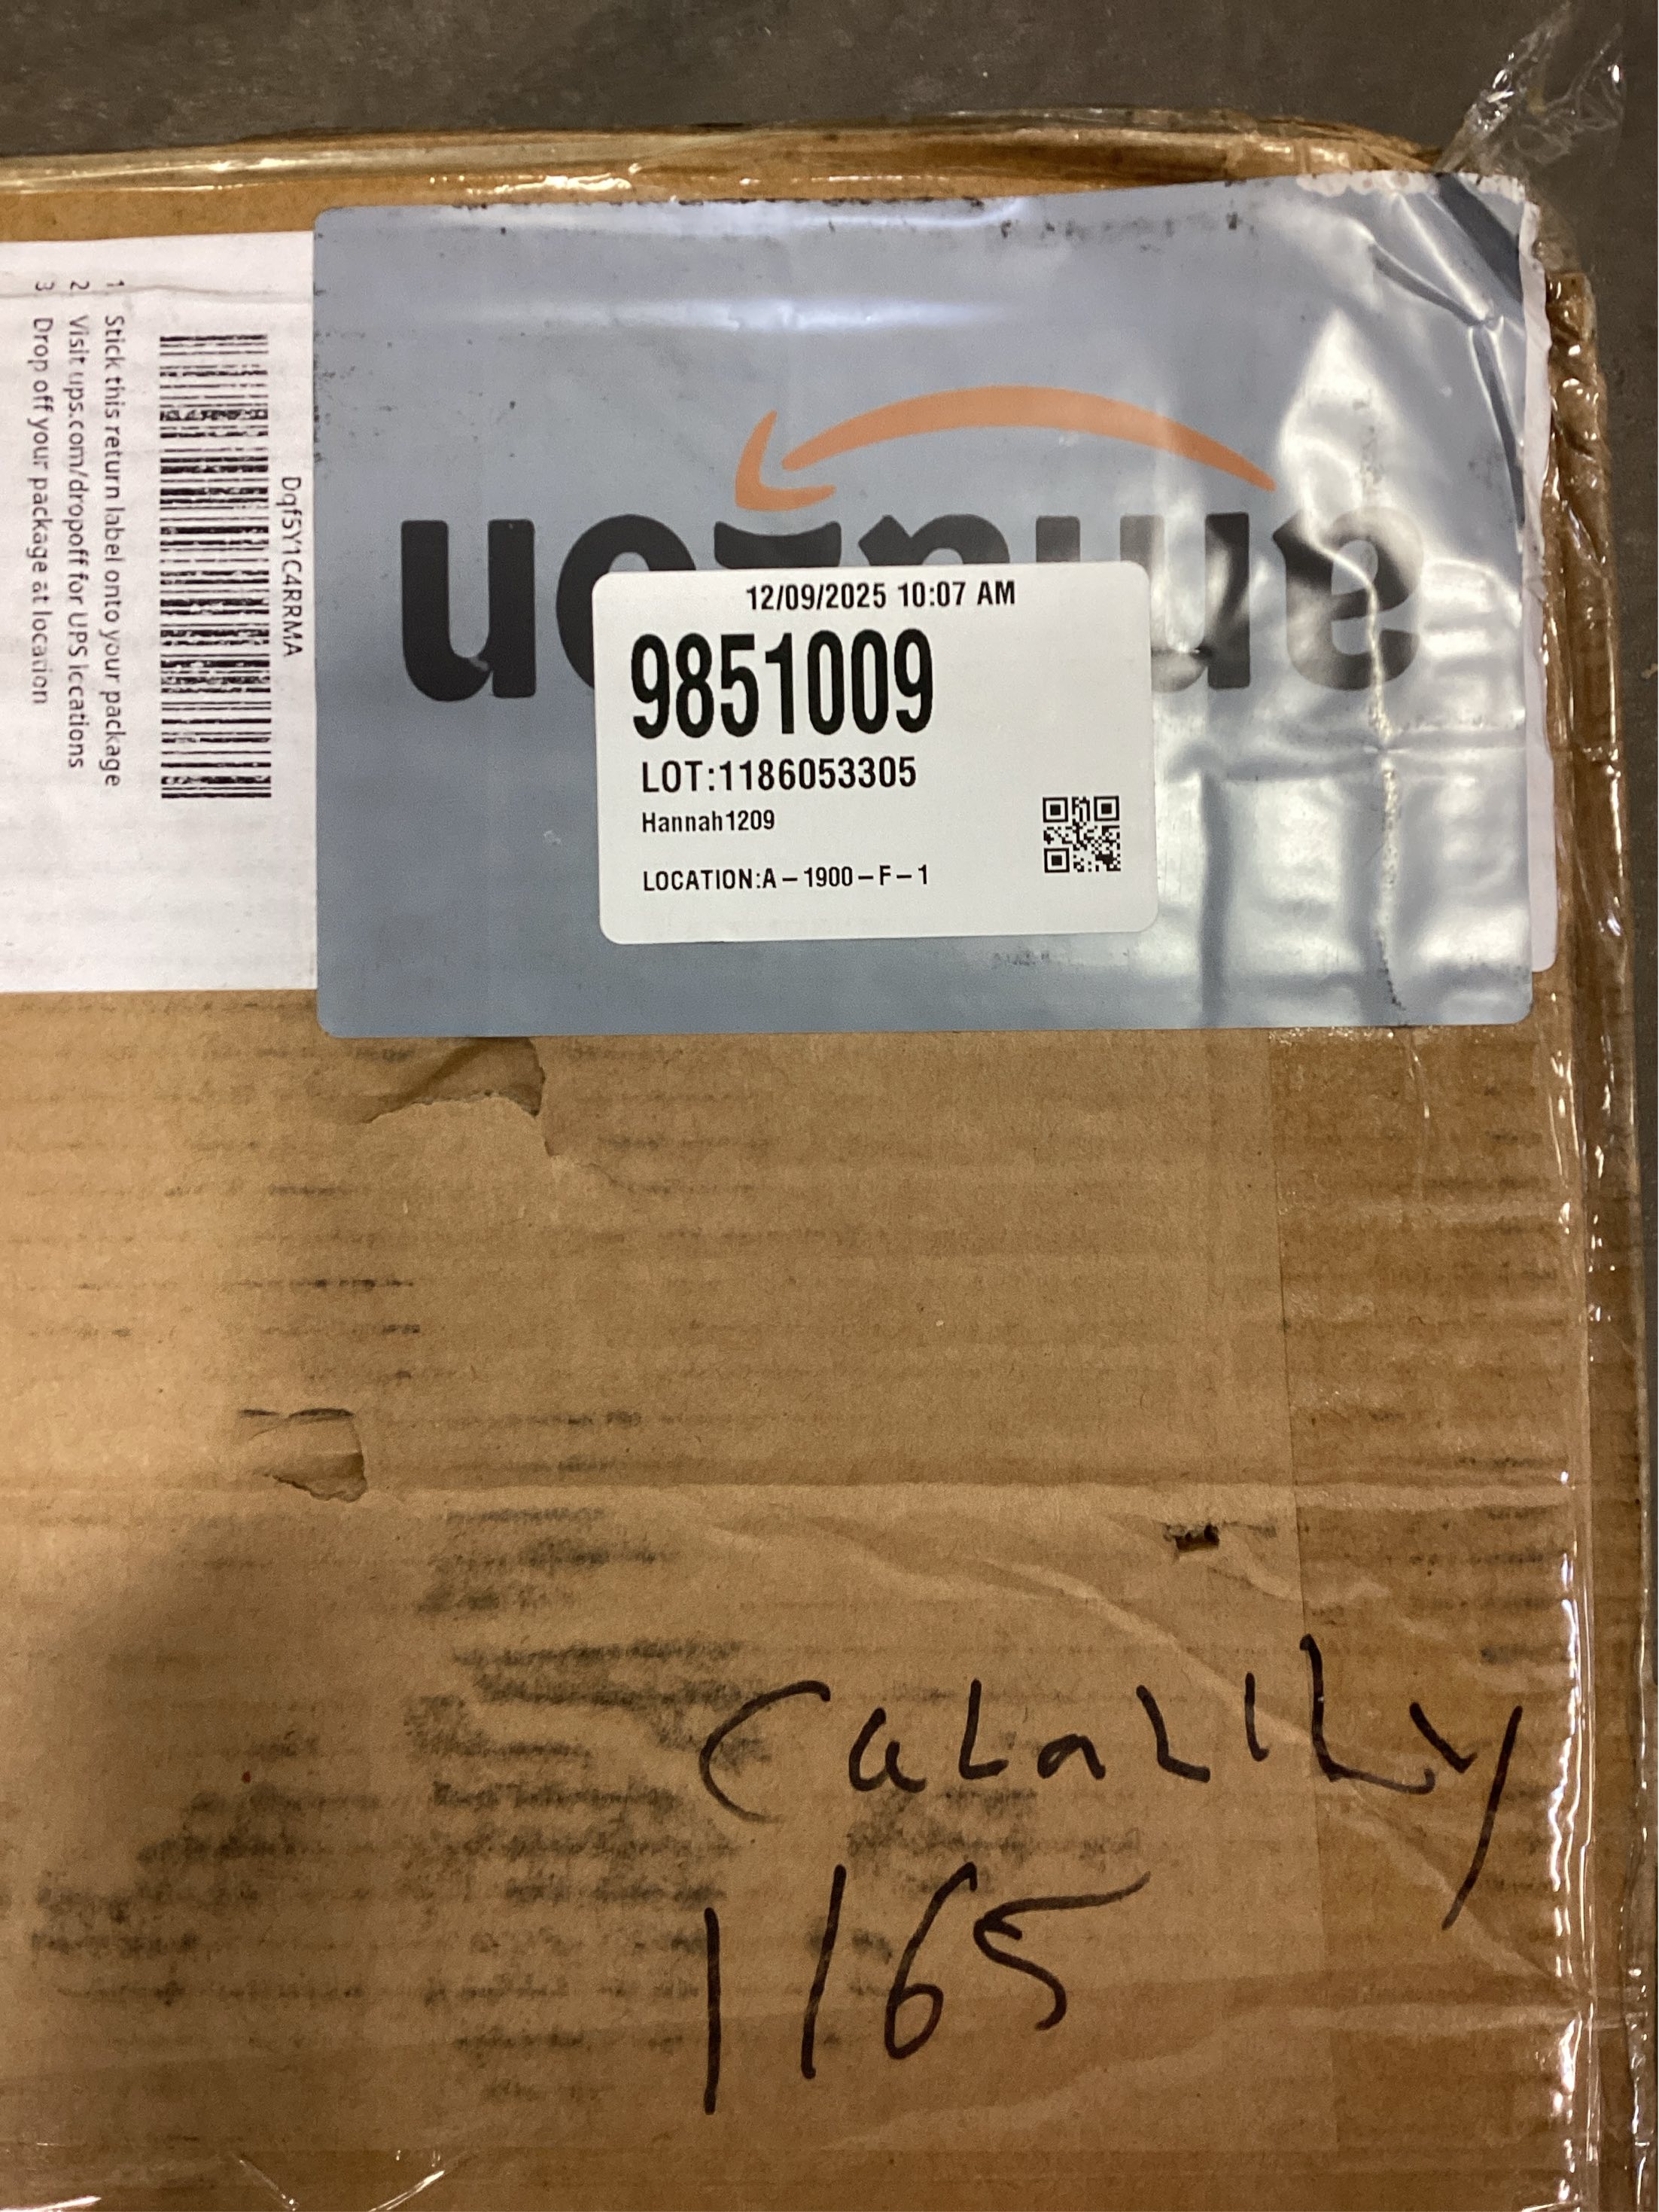 1 Stick this return label onto your package
2 Visit ups.com/dropoff for UPS locations
3 Drop off your package at location
Dqf5Y1C4RRMA
amazon
12/09/2025 10:07 AM
9851009
LOT:1186053305
Hannah1209
LOCATION:A-1900-F-1
1165